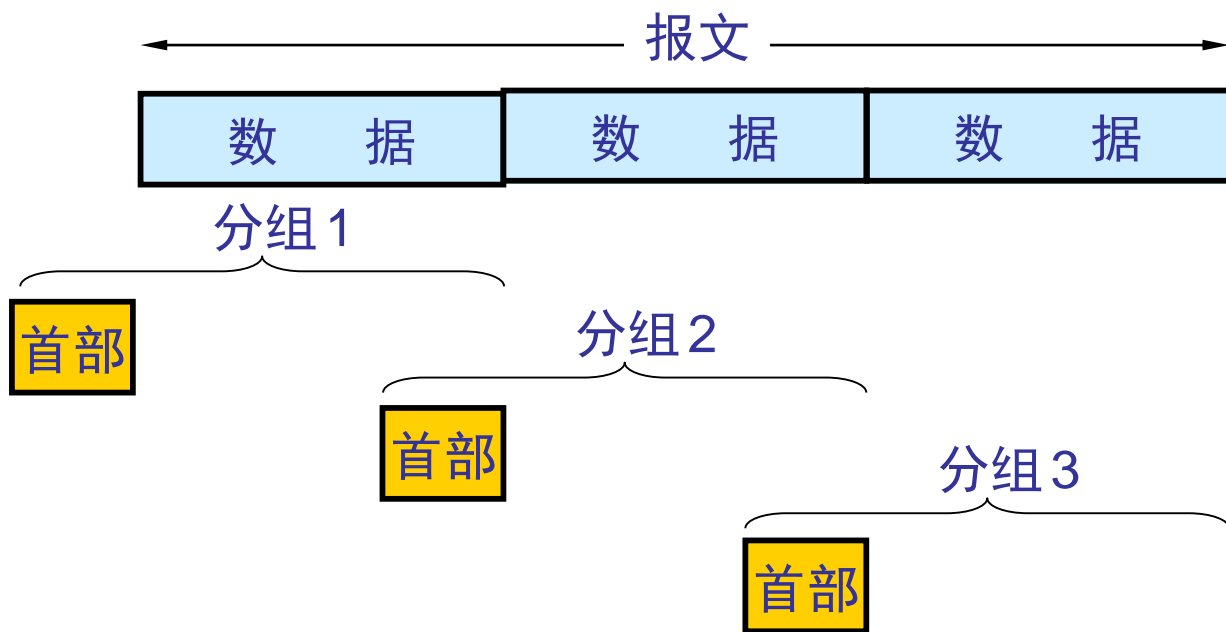 报文
数 据 数 据 数 据
分组1
首部
分组2
首部
分组3
首部